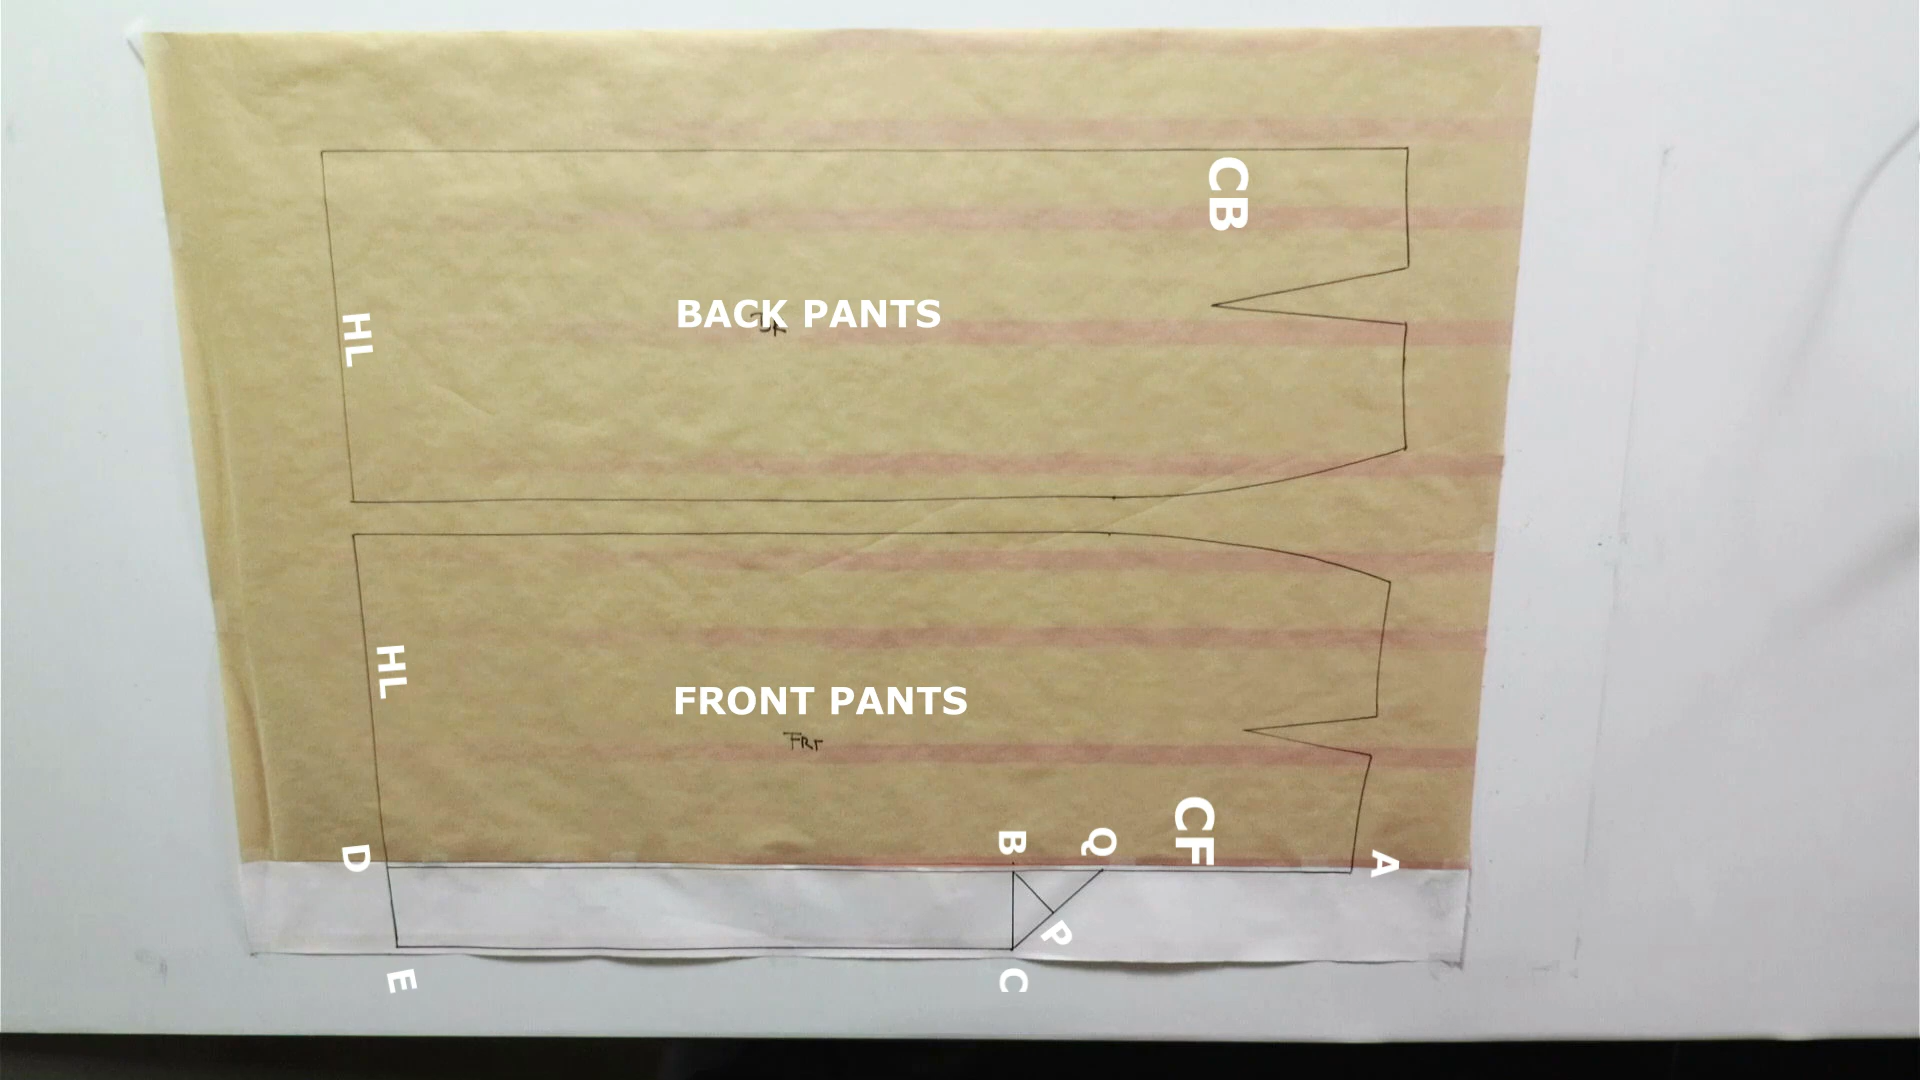 CB
BACK PANTS
HL
HL
FRONT PANTS
FRT
CF
D
B
Q
A
P
E
C